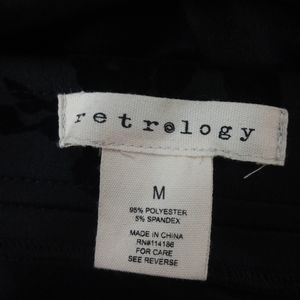 retrology
M
95% POLYESTER
5% SPANDEX
MADE IN CHINA
RN#114186
FOR CARE
SEE REVERSE